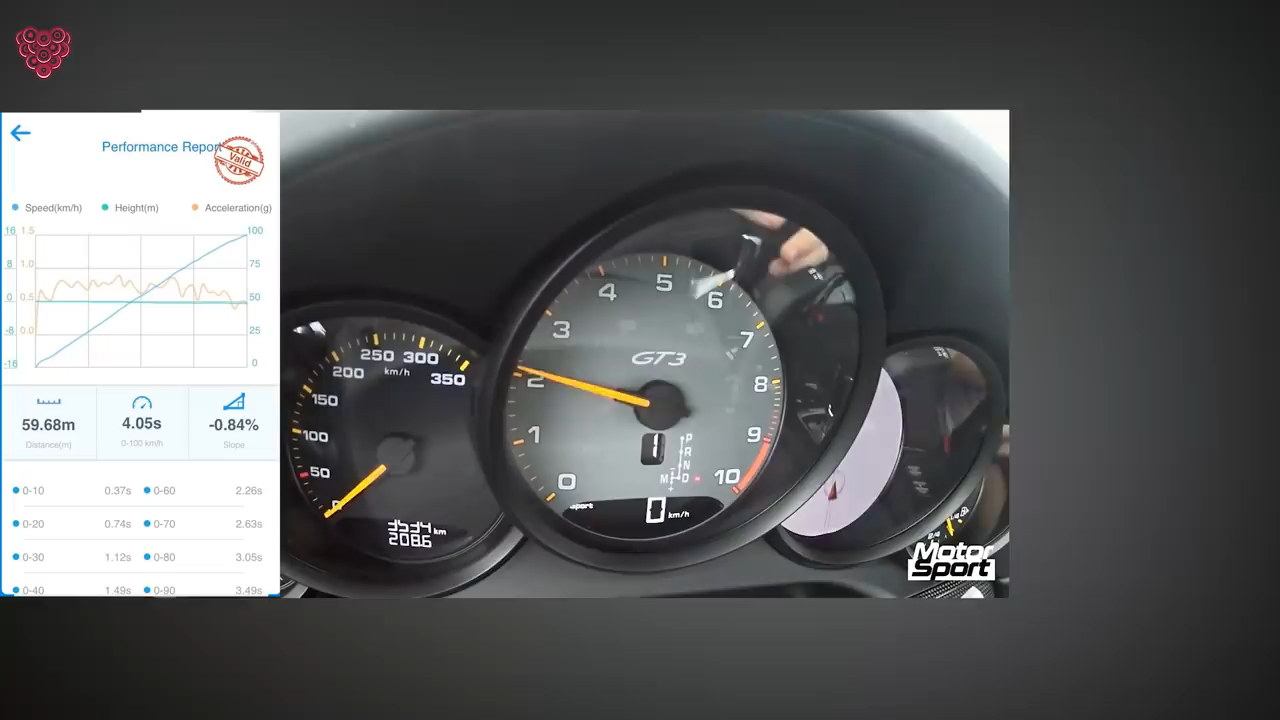 Performance Report
Valid
Speed(km/h) Height(m) Acceleration(g)
16 1.5 100
8 1.0 75
0 0.5 50
-8 0.0 25
-16 0
59.68m 4.05s -0.84%
Distance(m) 0-100 km/h Slope
0-10 0.37s 0-60 2.26s
0-20 0.74s 0-70 2.63s
0-30 1.12s 0-80 3.05s
0-40 1.49s 0-90 3.49s
0 50 100 150 200 250 300 350
km/h
3534 km
208.6
0 1 2 3 4 5 6 7 8 9 10
GT3
1
P
R
N
M D
sport
0 km/h
Motor
Sport